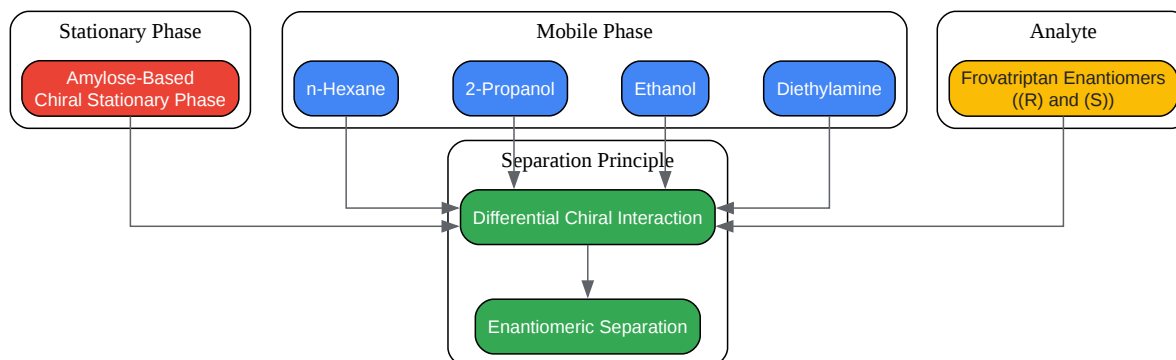 Stationary Phase
Amylose-Based
Chiral Stationary Phase
Mobile Phase
n-Hexane
2-Propanol
Ethanol
Diethylamine
Analyte
Frovatriptan Enantiomers
((R) and (S))
Separation Principle
Differential Chiral Interaction
Enantiomeric Separation